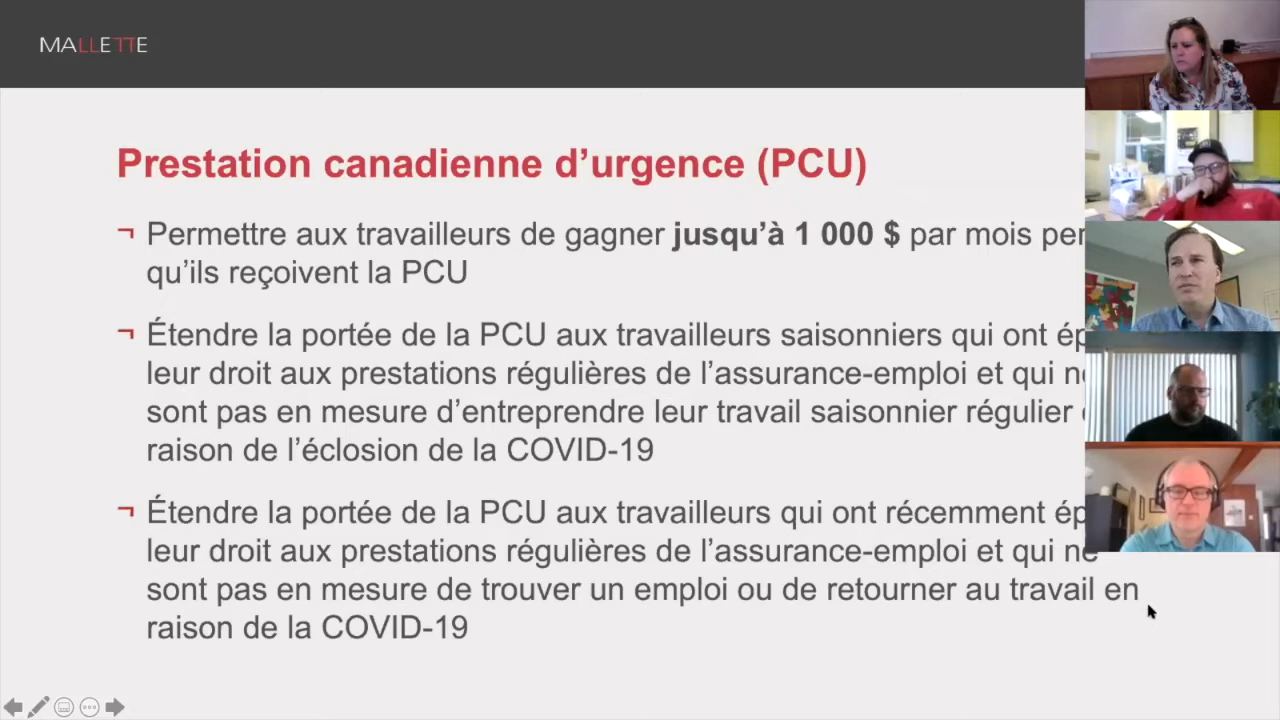 MALLETTE
Prestation canadienne d’urgence (PCU)
¬ Permettre aux travailleurs de gagner jusqu’à 1 000 $ par mois
qu’ils reçoivent la PCU
¬ Étendre la portée de la PCU aux travailleurs saisonniers qui ont
leur droit aux prestations régulières de l’assurance-emploi et qui ne
sont pas en mesure d’entreprendre leur travail saisonnier régulier
raison de l’éclosion de la COVID-19
¬ Étendre la portée de la PCU aux travailleurs qui ont récemment
leur droit aux prestations régulières de l’assurance-emploi et qui ne
sont pas en mesure de trouver un emploi ou de retourner au travail en
raison de la COVID-19